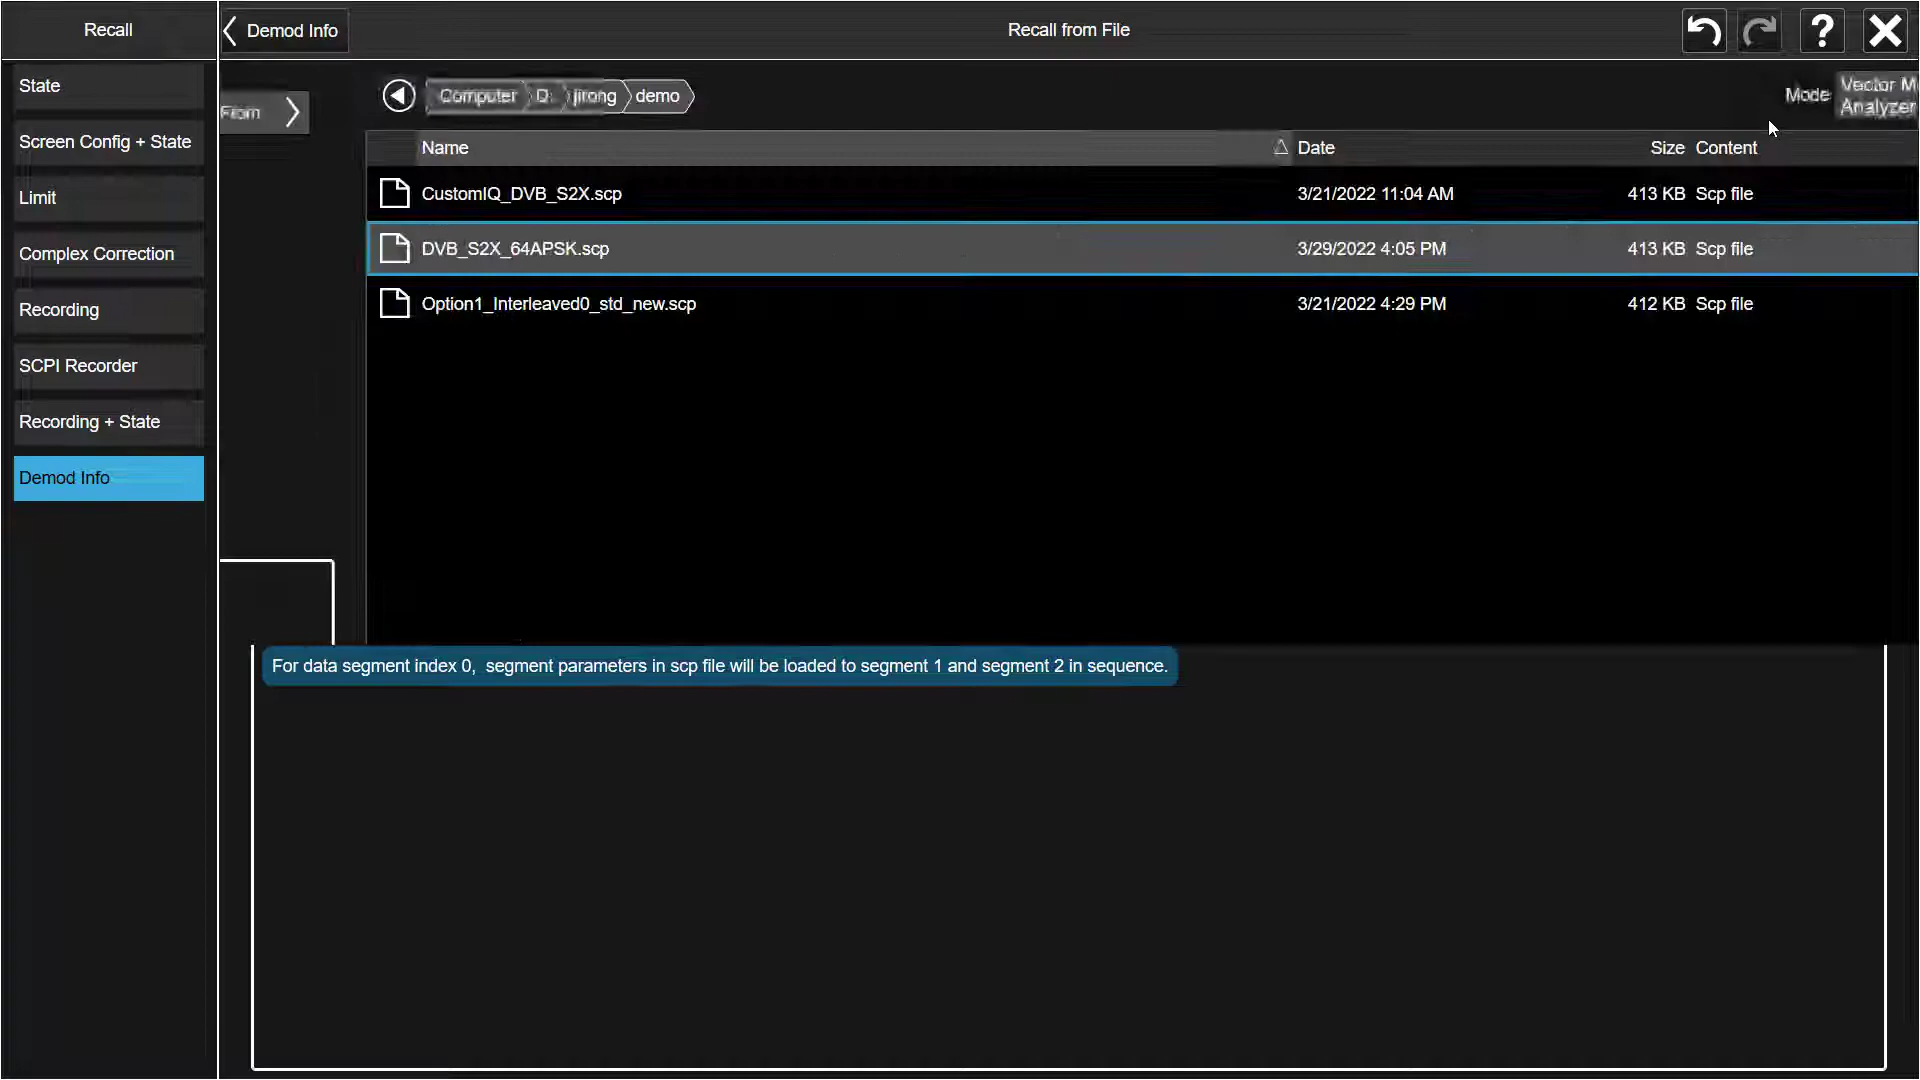 Recall
Demod Info
Recall from File
State
Screen Config + State
Limit
Complex Correction
Recording
SCPI Recorder
Recording + State
Demod Info
From
Computer D: jirong demo
Mode Vector M
Analyzer
Name Date Size Content
CustomIQ_DVB_S2X.scp 3/21/2022 11:04 AM 413 KB Scp file
DVB_S2X_64APSK.scp 3/29/2022 4:05 PM 413 KB Scp file
Option1_Interleaved0_std_new.scp 3/21/2022 4:29 PM 412 KB Scp file
For data segment index 0, segment parameters in scp file will be loaded to segment 1 and segment 2 in sequence.